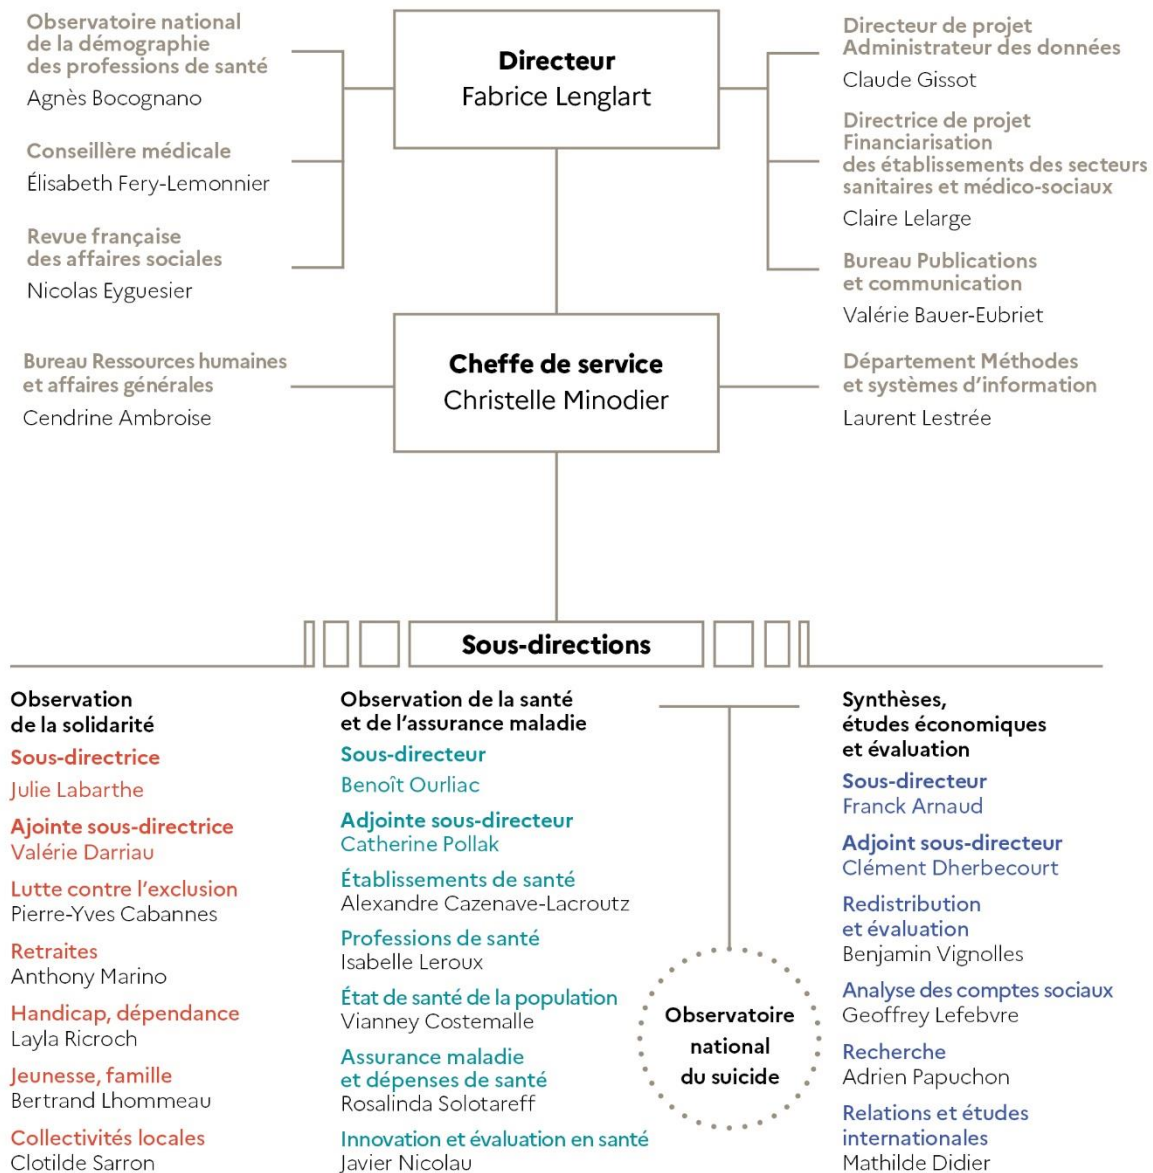 Observatoire national
de la démographie
des professions de santé
Agnès Bocognano
Conseillère médicale
Élisabeth Fery-Lemonnier
Revue française
des affaires sociales
Nicolas Eyguesier
Directeur
Fabrice Lenglart
Directeur de projet
Administrateur des données
Claude Gissot
Directrice de projet
Financiarisation
des établissements des secteurs
sanitaires et médico-sociaux
Claire Lelarge
Bureau Publications
et communication
Valérie Bauer-Eubriet
Bureau Ressources humaines
et affaires générales
Cendrine Ambroise
Cheffe de service
Christelle Minodier
Département Méthodes
et systèmes d’information
Laurent Lestrée
Sous-directions
Observation
de la solidarité
Sous-directrice
Julie Labarthe
Ajointe sous-directrice
Valérie Darriau
Lutte contre l’exclusion
Pierre-Yves Cabannes
Retraites
Anthony Marino
Handicap, dépendance
Layla Ricroch
Jeunesse, famille
Bertrand Lhommeau
Collectivités locales
Clotilde Sarron
Observation de la santé
et de l’assurance maladie
Sous-directeur
Benoît Ourliac
Adjointe sous-directeur
Catherine Pollak
Établissements de santé
Alexandre Cazenave-Lacroutz
Professions de santé
Isabelle Leroux
État de santé de la population
Vianney Costemalle
Assurance maladie
et dépenses de santé
Rosalinda Solotareff
Innovation et évaluation en santé
Javier Nicolau
Observatoire
national
du suicide
Synthèses,
études économiques
et évaluation
Sous-directeur
Franck Arnaud
Adjoint sous-directeur
Clément Dherbecourt
Redistribution
et évaluation
Benjamin Vignolles
Analyse des comptes sociaux
Geoffrey Lefebvre
Recherche
Adrien Papuchon
Relations et études
internationales
Mathilde Didier